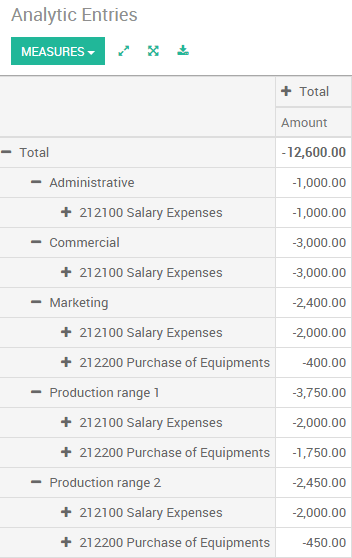 Analytic Entries
MEASURES
Total
Amount
Total -12,600.00
Administrative -1,000.00
212100 Salary Expenses -1,000.00
Commercial -3,000.00
212100 Salary Expenses -3,000.00
Marketing -2,400.00
212100 Salary Expenses -2,000.00
212200 Purchase of Equipments -400.00
Production range 1 -3,750.00
212100 Salary Expenses -2,000.00
212200 Purchase of Equipments -1,750.00
Production range 2 -2,450.00
212100 Salary Expenses -2,000.00
212200 Purchase of Equipments -450.00